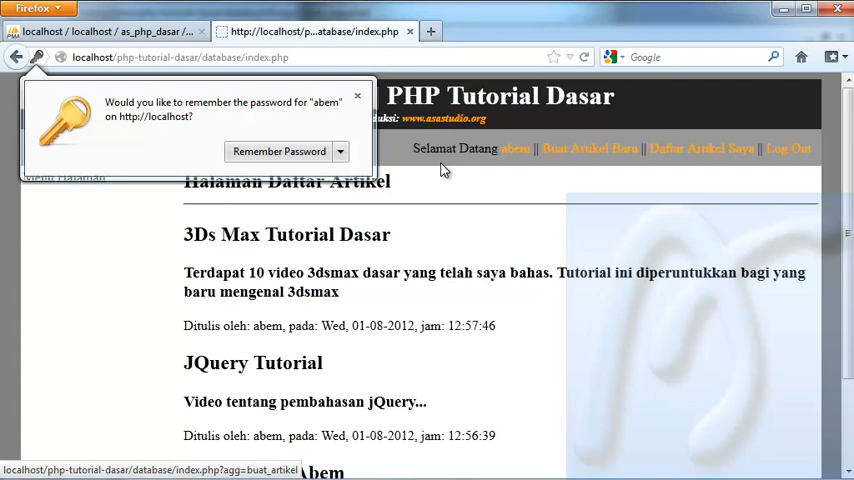 Firefox
localhost / localhost / as_php_dasar /...
http://localhost/p...atabase/index.php
localhost/php-tutorial-dasar/database/index.php
Google
Would you like to remember the password for "abem"
on http://localhost?
Remember Password
PHP Tutorial Dasar
duksi: www.asastudio.org
Selamat Datang abem || Buat Artikel Baru || Daftar Artikel Saya || Log Out
Menu Halaman
Halaman Daftar Artikel
3Ds Max Tutorial Dasar
Terdapat 10 video 3dsmax dasar yang telah saya bahas. Tutorial ini diperuntukkan bagi yang
baru mengenal 3dsmax
Ditulis oleh: abem, pada: Wed, 01-08-2012, jam: 12:57:46
JQuery Tutorial
Video tentang pembahasan jQuery...
Ditulis oleh: abem, pada: Wed, 01-08-2012, jam: 12:56:39
Abem
localhost/php-tutorial-dasar/database/index.php?agg=buat_artikel